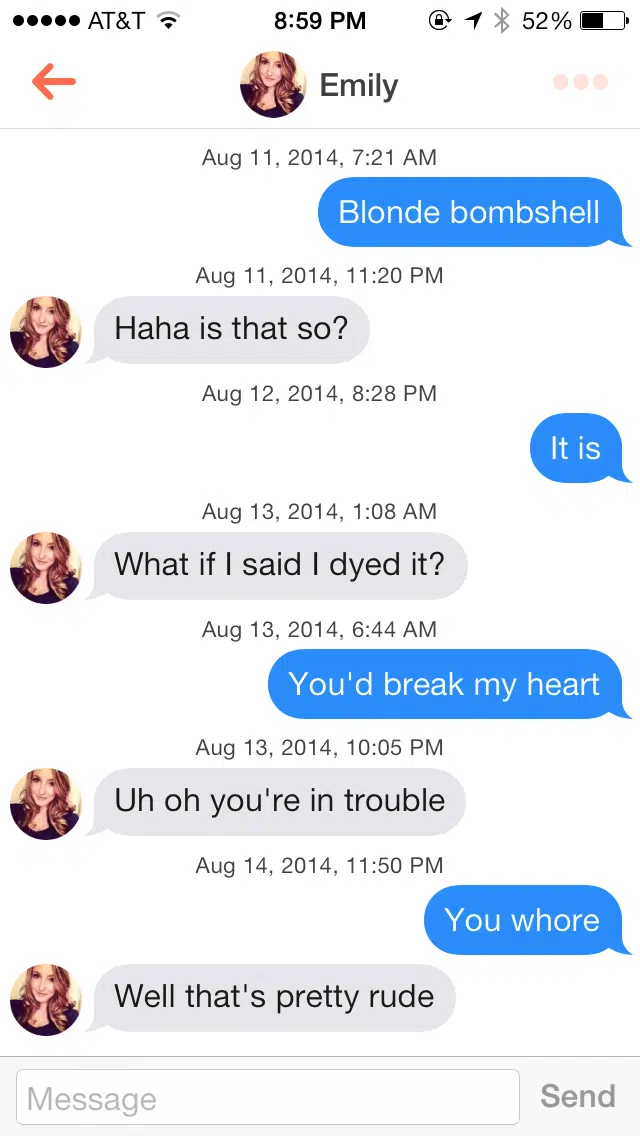 AT&T 8:59 PM 52%
Emily
Aug 11, 2014, 7:21 AM
Blonde bombshell
Aug 11, 2014, 11:20 PM
Haha is that so?
Aug 12, 2014, 8:28 PM
It is
Aug 13, 2014, 1:08 AM
What if I said I dyed it?
Aug 13, 2014, 6:44 AM
You'd break my heart
Aug 13, 2014, 10:05 PM
Uh oh you're in trouble
Aug 14, 2014, 11:50 PM
You whore
Well that's pretty rude
Message Send